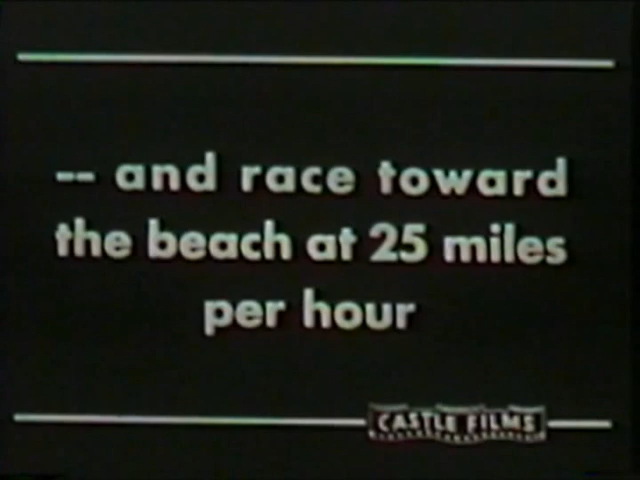 -- and race toward
the beach at 25 miles
per hour
CASTLE FILMS